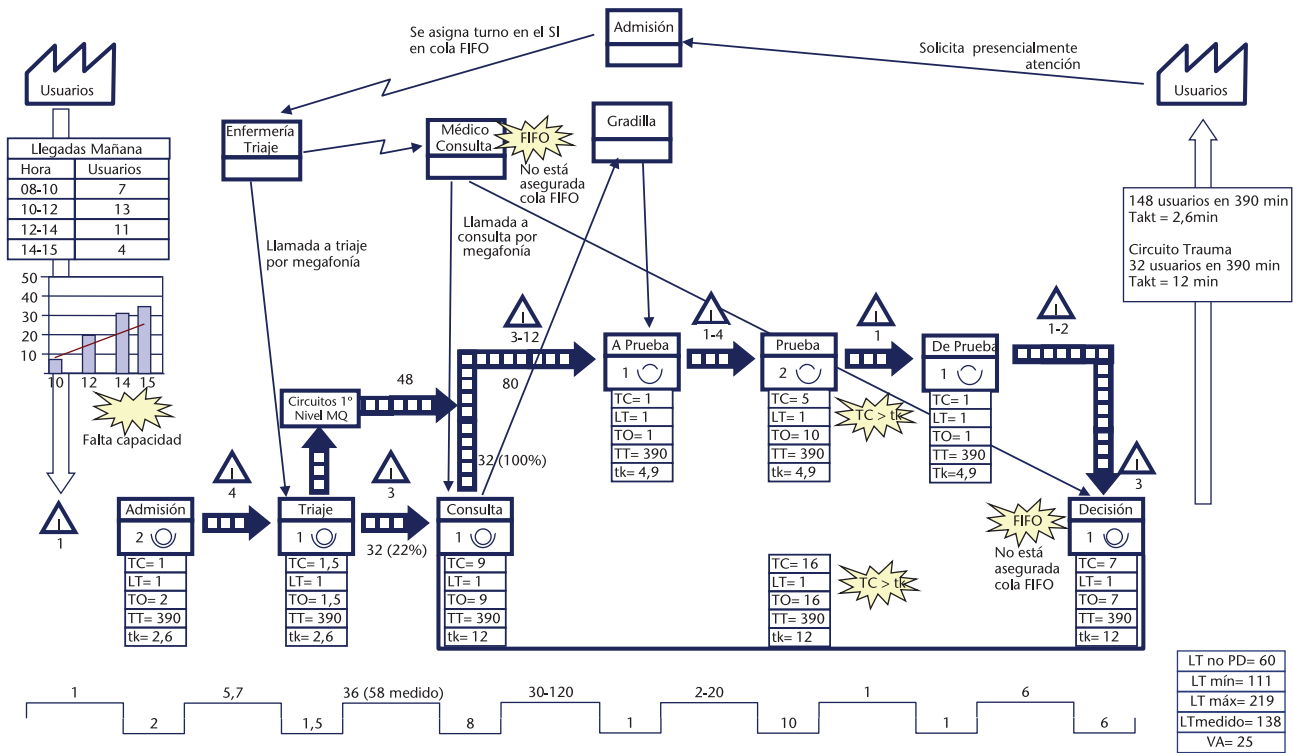 Usuarios
Llegadas Mañana
Hora Usuarios
08-10 7
10-12 13
12-14 11
14-15 4
50
40
30
20
10
10 12 14 15
Falta capacidad
1
Se asigna turno en el SI
en cola FIFO
Admisión
Solicita presencialmente
atención
Usuarios
Enfermería
Triaje
Médico
Consulta
FIFO
No está
asegurada
cola FIFO
Gradilla
148 usuarios en 390 min
Takt = 2,6min
Circuito Trauma
32 usuarios en 390 min
Takt = 12 min
Llamada a triaje
por megafonía
Llamada a
consulta por
megafonía
Circuitos 1º
Nivel MQ
48
3-12
80
32 (100%)
A Prueba
1
TC= 1
LT= 1
TO= 1
TT= 390
tk= 4,9
1-4
Prueba
2
TC= 5
LT= 1
TO= 10
TT= 390
tk= 4,9
TC > tk
1
De Prueba
1
TC= 1
LT= 1
TO= 1
TT= 390
tk=4,9
1-2
Admisión
2
TC= 1
LT= 1
TO= 2
TT= 390
tk= 2,6
4
Triaje
1
TC= 1,5
LT= 1
TO= 1,5
TT= 390
tk= 2,6
3
32 (22%)
Consulta
1
TC= 9
LT= 1
TO= 9
TT= 390
tk= 12
TC= 16
LT= 1
TO= 16
TT= 390
tk= 12
TC > tk
FIFO
No está
asegurada
cola FIFO
3
Decisión
1
TC= 7
LT= 1
TO= 7
TT= 390
tk= 12
1 5,7 36 (58 medido) 30-120 2-20 1 6
2 1,5 8 1 10 1 6
LT no PD= 60
LT mín= 111
LT máx= 219
LTmedido= 138
VA= 25